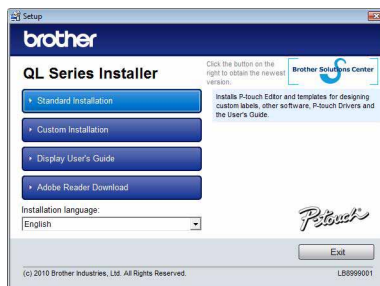 Setup
brother
QL Series Installer
Click the button on the
right to obtain the newest
version.
Brother Solutions Center
Standard Installation
Installs P-touch Editor and templates for designing
custom labels, other software, P-touch Drivers and
the User's Guide.
Custom Installation
Display User's Guide
Adobe Reader Download
Installation language:
English
P-touch
Exit
(c) 2010 Brother Industries, Ltd. All Rights Reserved.
LB8999001